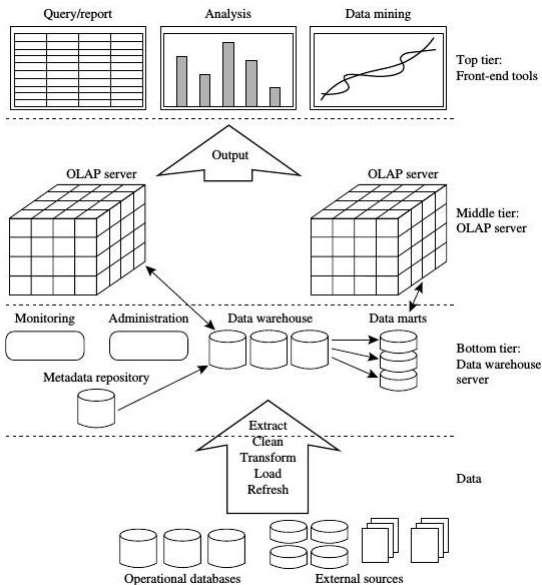 Query/report
Analysis
Data mining
Top tier:
Front-end tools
Output
OLAP server
OLAP server
Middle tier:
OLAP server
Monitoring
Administration
Data warehouse
Data marts
Bottom tier:
Data warehouse
server
Metadata repository
Extract
Clean
Transform
Load
Refresh
Data
Operational databases
External sources